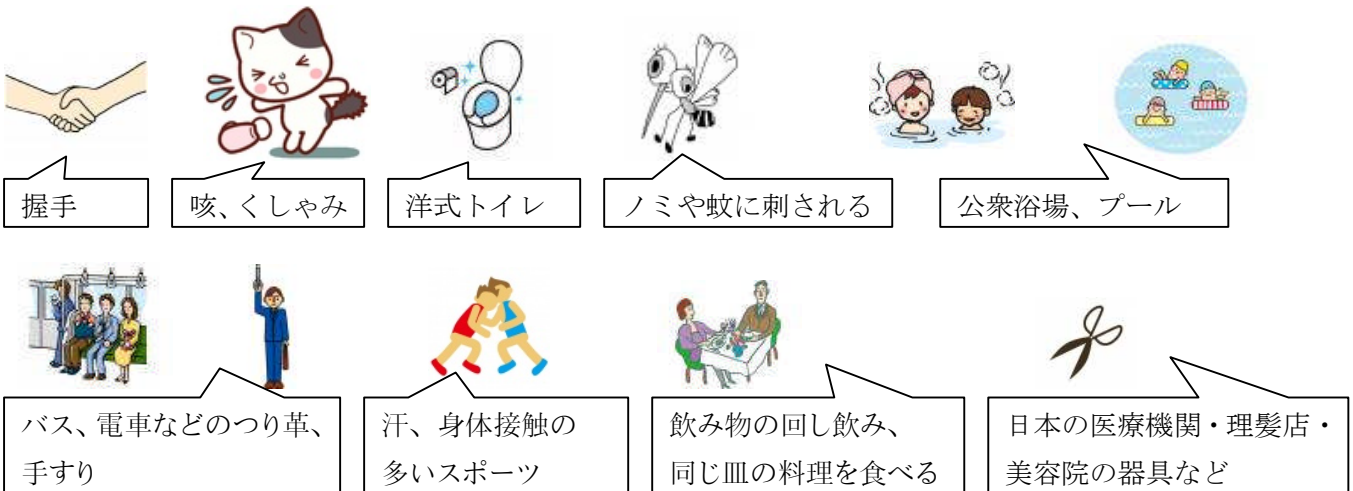 握手
咳、くしゃみ
洋式トイレ
ノミや蚊に刺される
公衆浴場、プール
バス、電車などのつり革、
手すり
汗、身体接触の
多いスポーツ
飲み物の回し飲み、
同じ皿の料理を食べる
日本の医療機関・理髪店・
美容院の器具など